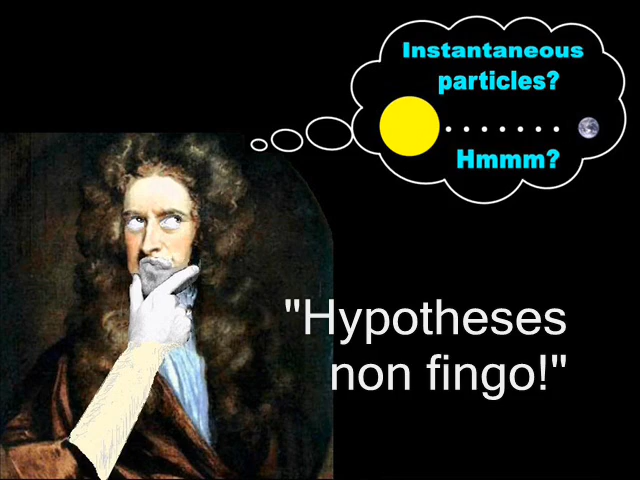 Instantaneous
particles?
Hmmm?
"Hypotheses
non fingo!"